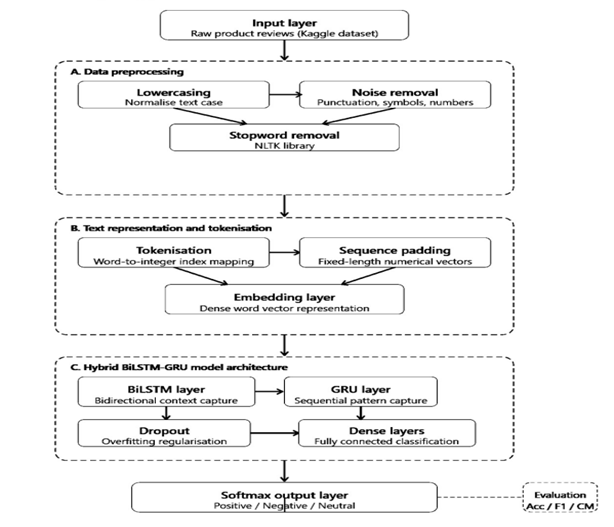 Input layer
Raw product reviews (Kaggle dataset)
A. Data preprocessing
Lowercasing
Normalise text case
Noise removal
Punctuation, symbols, numbers
Stopword removal
NLTK library
B. Text representation and tokenisation
Tokenisation
Word-to-integer index mapping
Sequence padding
Fixed-length numerical vectors
Embedding layer
Dense word vector representation
C. Hybrid BiLSTM-GRU model architecture
BiLSTM layer
Bidirectional context capture
GRU layer
Sequential pattern capture
Dropout
Overfitting regularisation
Dense layers
Fully connected classification
Softmax output layer
Positive / Negative / Neutral
Evaluation
Acc / F1 / CM